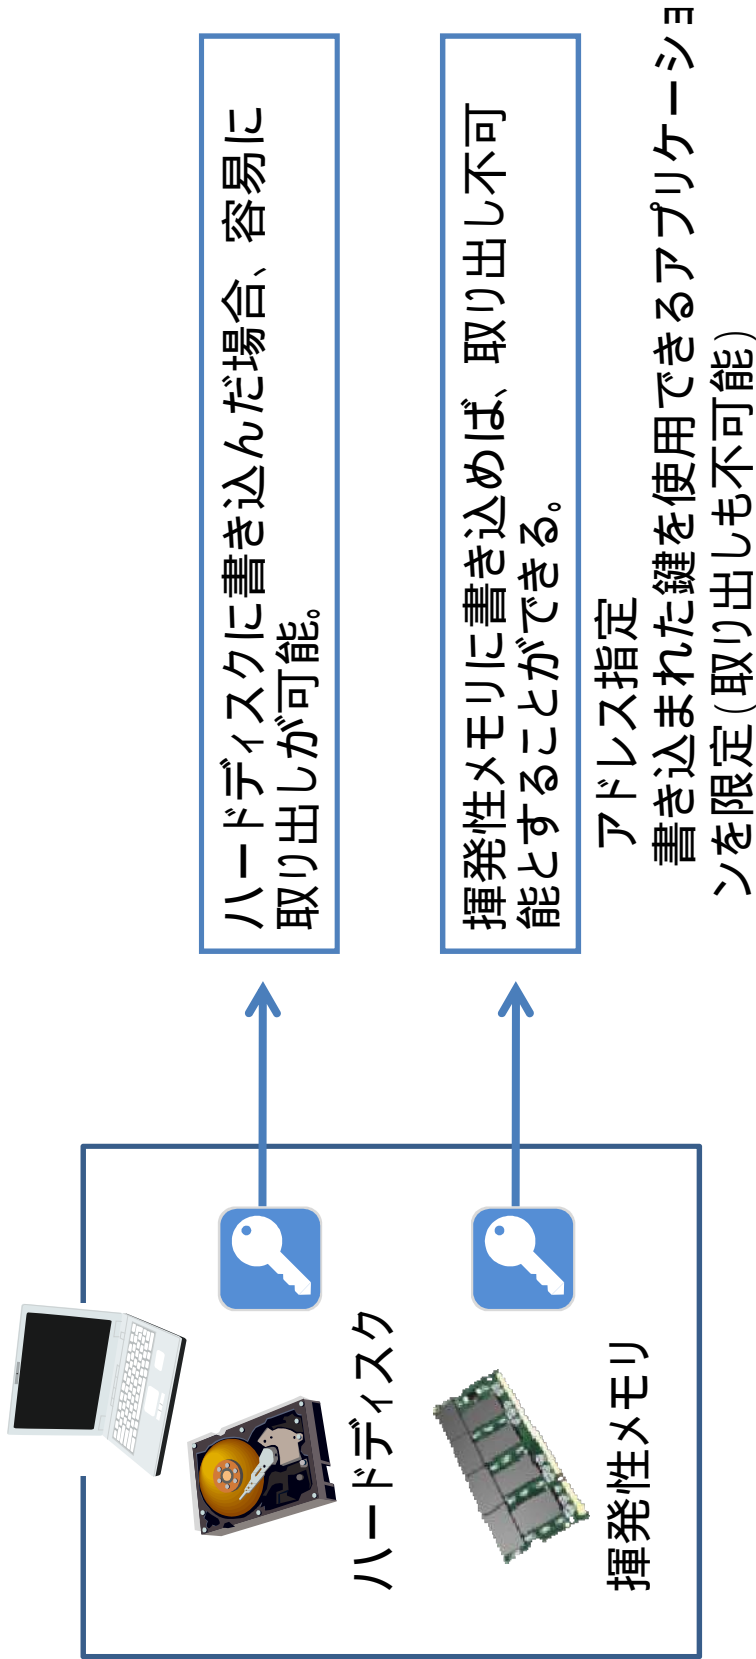 ハードディスクに書き込んだ場合、容易に
取り出しが可能。
揮発性メモリに書き込めば、取り出し不可
能とすることができる。
アドレス指定
書き込まれた鍵を使用できるアプリケーショ
ンを限定(取り出しも不可能)
ハードディスク
揮発性メモリ